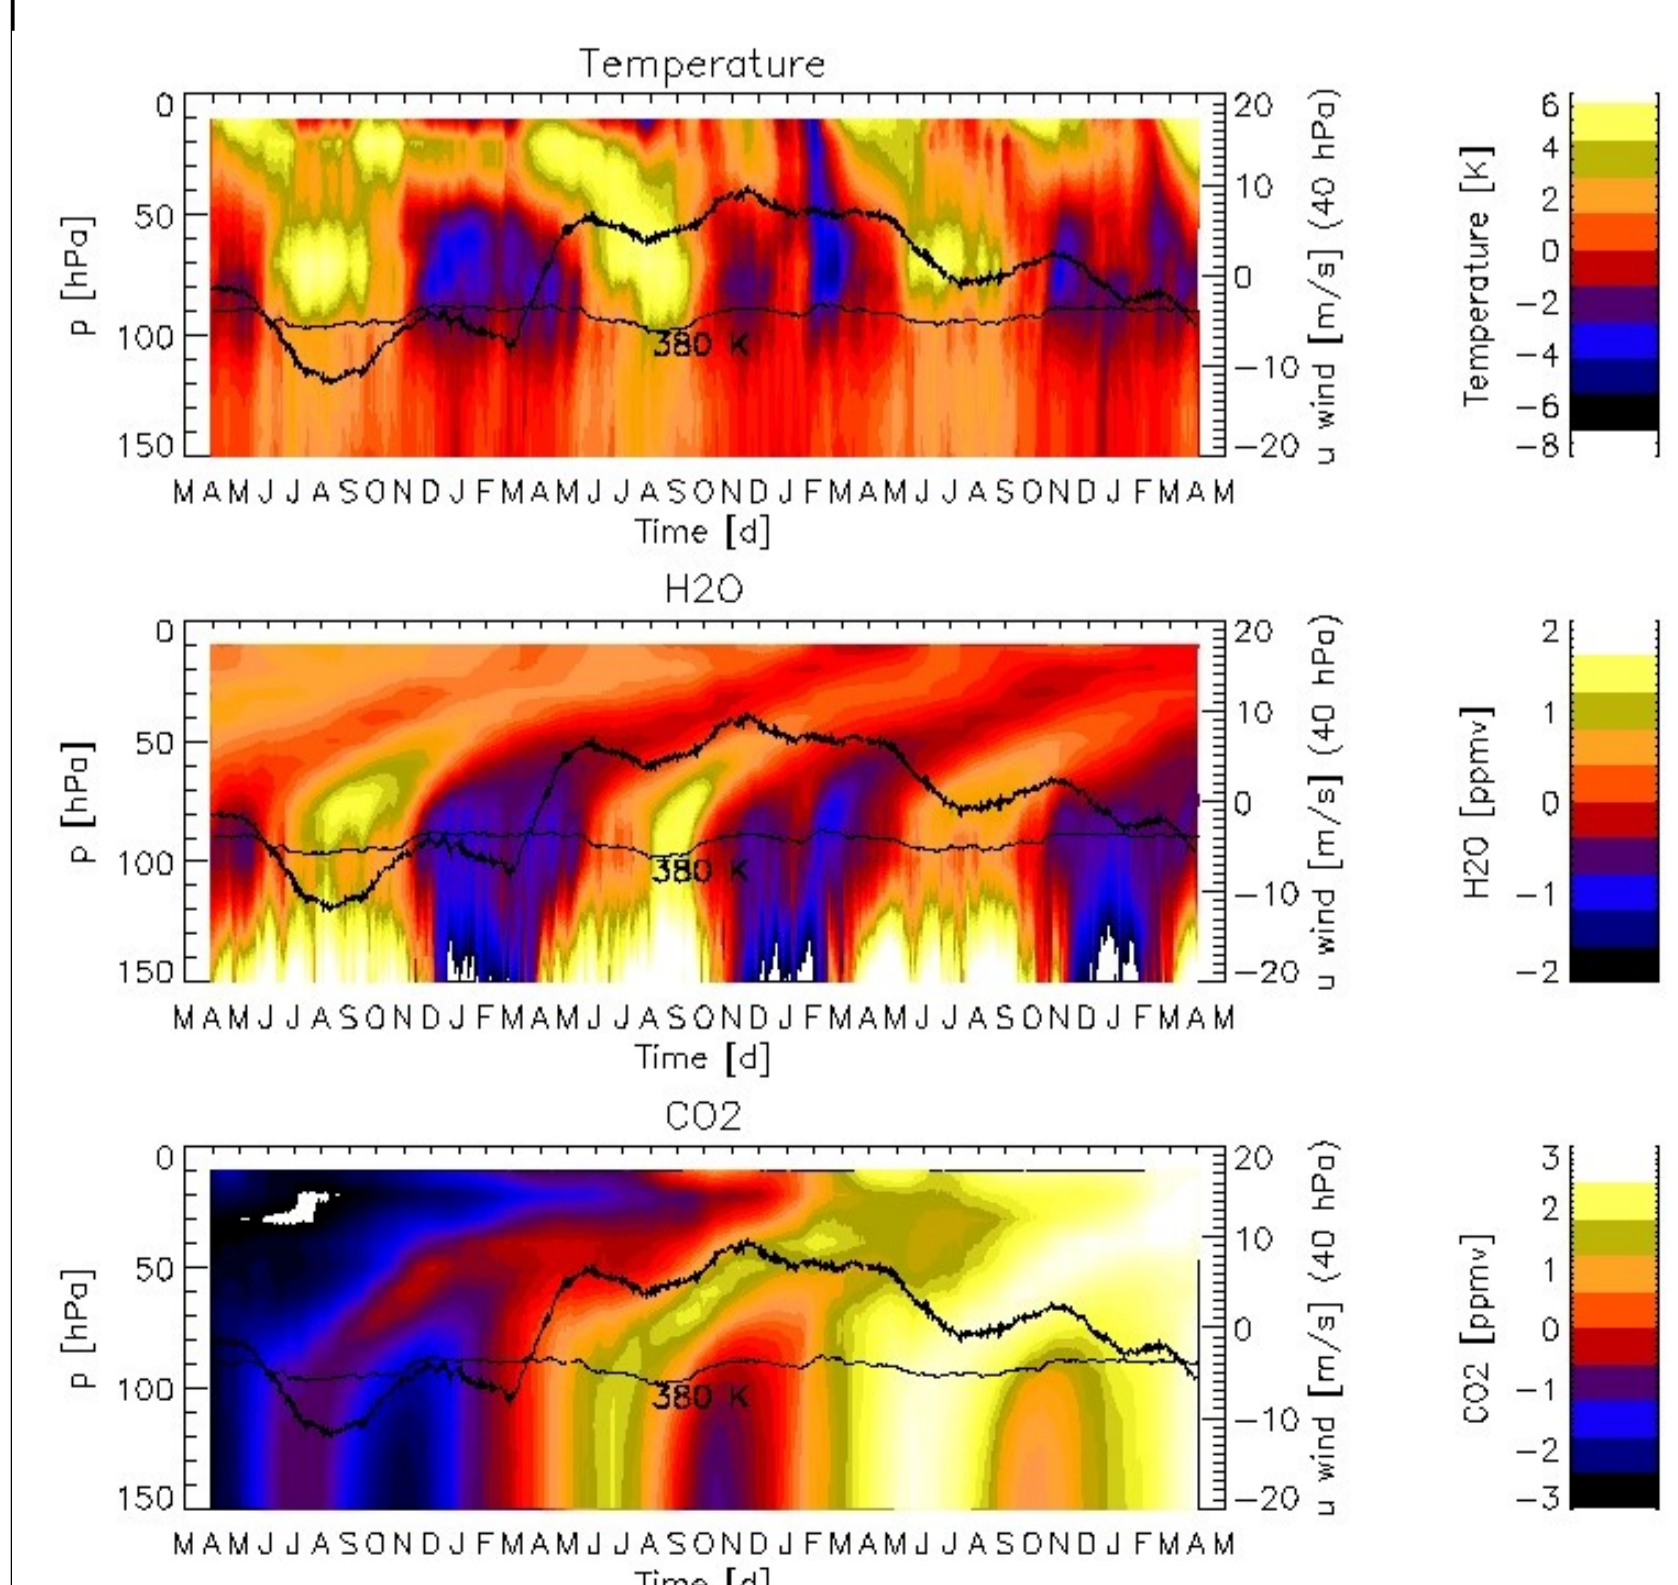 Temperature
0
50
100
150
p [hPa]
20
10
0
−10
−20
u wind [m/s] (40 hPa)
380 K
M A M J J A S O N D J F M A M J J A S O N D J F M A M J J A S O N D J F M A M
Time [d]
6
4
2
0
−2
−4
−6
−8
Temperature [K]
H2O
0
50
100
150
p [hPa]
20
10
0
−10
−20
u wind [m/s] (40 hPa)
380 K
M A M J J A S O N D J F M A M J J A S O N D J F M A M J J A S O N D J F M A M
Time [d]
2
1
0
−1
−2
H2O [ppmv]
CO2
0
50
100
150
p [hPa]
20
10
0
−10
−20
u wind [m/s] (40 hPa)
380 K
M A M J J A S O N D J F M A M J J A S O N D J F M A M J J A S O N D J F M A M
Time [d]
3
2
1
0
−1
−2
−3
CO2 [ppmv]